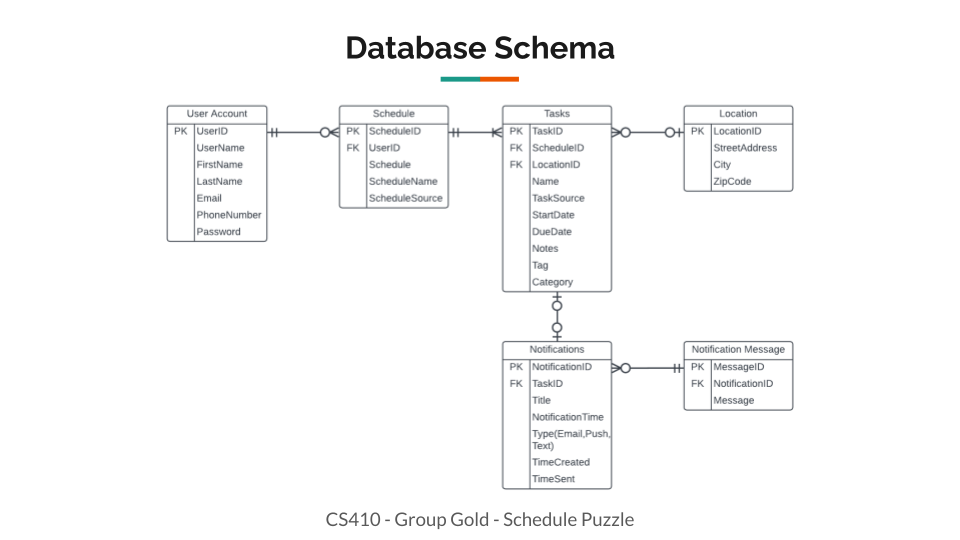 Database Schema
User Account
PK UserID
UserName
FirstName
LastName
Email
PhoneNumber
Password
Schedule
PK ScheduleID
FK UserID
Schedule
ScheduleName
ScheduleSource
Tasks
PK TaskID
FK ScheduleID
FK LocationID
Name
TaskSource
StartDate
DueDate
Notes
Tag
Category
Location
PK LocationID
StreetAddress
City
ZipCode
Notifications
PK NotificationID
FK TaskID
Title
NotificationTime
Type(Email,Push,
Text)
TimeCreated
TimeSent
Notification Message
PK MessageID
FK NotificationID
Message
CS410 - Group Gold - Schedule Puzzle